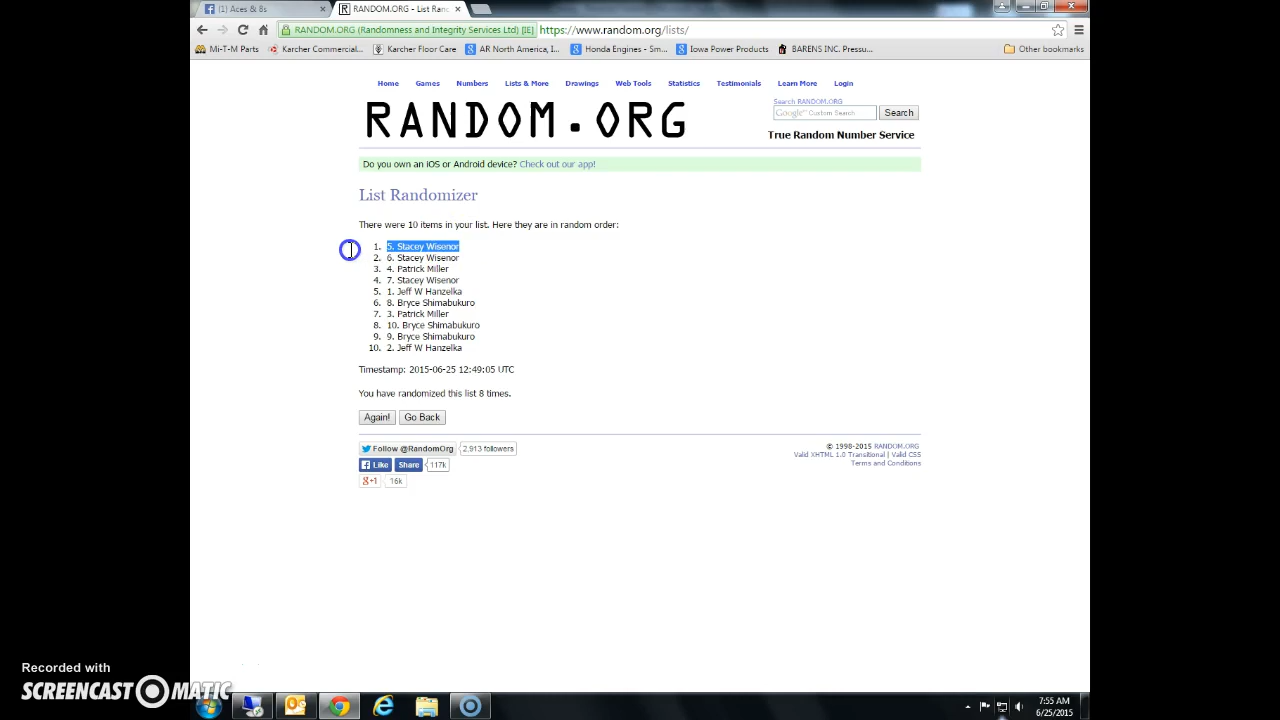 (1) Aces & 8s
RANDOM.ORG - List Ran
RANDOM.ORG (Randomness and Integrity Services Ltd) [IE]
https://www.random.org/lists/
Mi-T-M Parts
Karcher Commercial...
Karcher Floor Care
AR North America, I...
Honda Engines - Sm...
Iowa Power Products
BARENS INC. Pressu...
Other bookmarks
Home Games Numbers Lists & More Drawings Web Tools Statistics Testimonials Learn More Login
RANDOM.ORG
Search RANDOM.ORG
Google Custom Search
Search
True Random Number Service
Do you own an iOS or Android device? Check out our app!
List Randomizer
There were 10 items in your list. Here they are in random order:
1. 5. Stacey Wisenor
2. 6. Stacey Wisenor
3. 4. Patrick Miller
4. 7. Stacey Wisenor
5. 1. Jeff W Hanzelka
6. 8. Bryce Shimabukuro
7. 3. Patrick Miller
8. 10. Bryce Shimabukuro
9. 9. Bryce Shimabukuro
10. 2. Jeff W Hanzelka
Timestamp: 2015-06-25 12:49:05 UTC
You have randomized this list 8 times.
Again! Go Back
Follow @RandomOrg 2,913 followers
Like Share 117k
g+1 16k
© 1998-2015 RANDOM.ORG
Valid XHTML 1.0 Transitional | Valid CSS
Terms and Conditions
Recorded with
SCREENCAST MATIC
7:55 AM
6/25/2015